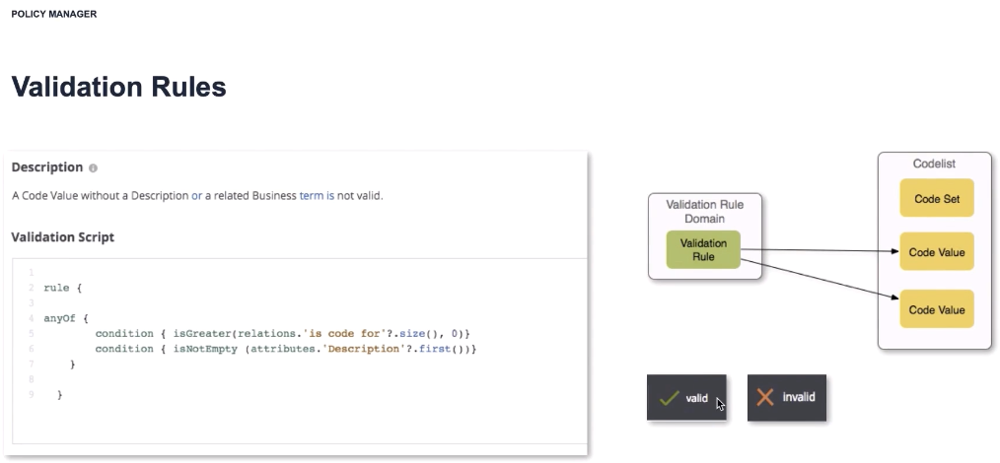 POLICY MANAGER
Validation Rules
Description
A Code Value without a Description or a related Business term is not valid.
Validation Script
1
2 rule {
3
4 anyOf {
5 condition { isGreater(relations.'is code for'?.size(), 0)}
6 condition { isNotEmpty (attributes.'Description'?.first())}
7 }
8
9 }
Validation Rule
Domain
Validation
Rule
Codelist
Code Set
Code Value
Code Value
valid
invalid